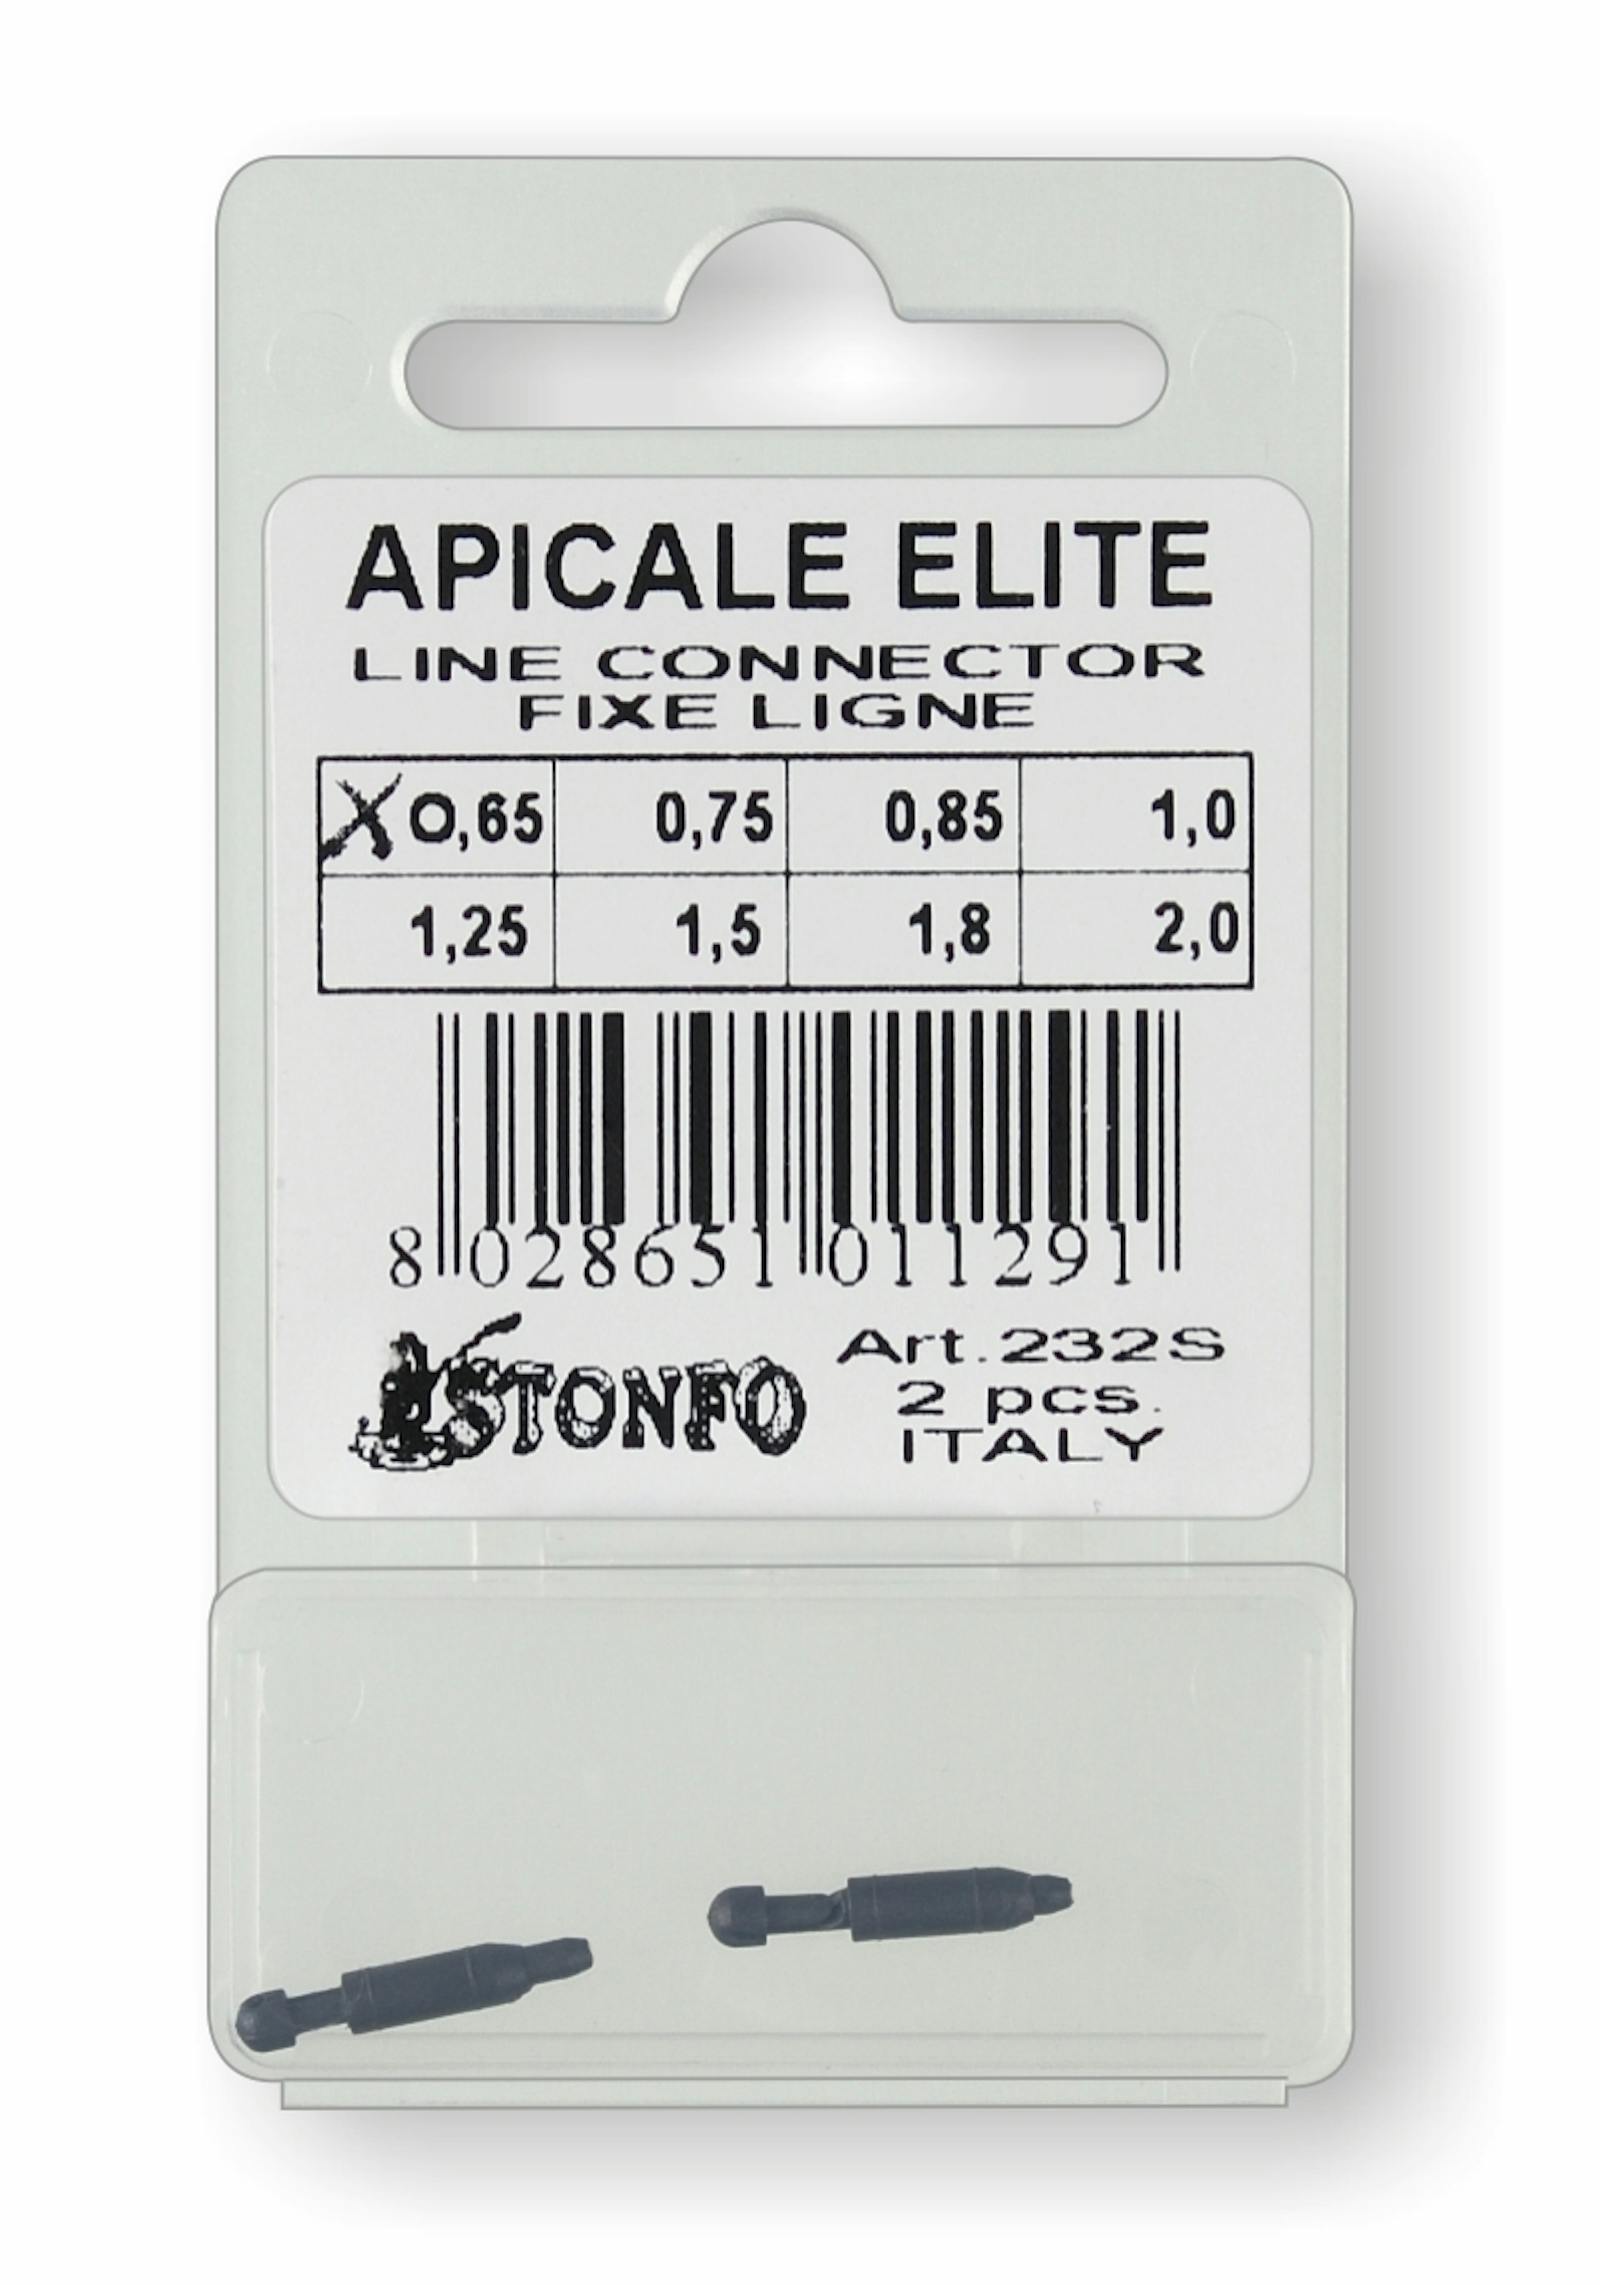 APICALE ELITE
LINE CONNECTOR
FIXE LIGNE
X 0,65 0,75 0,85 1,0
1,25 1,5 1,8 2,0
8 028651 011291
STONFO
Art.232S
2 pcs.
ITALY